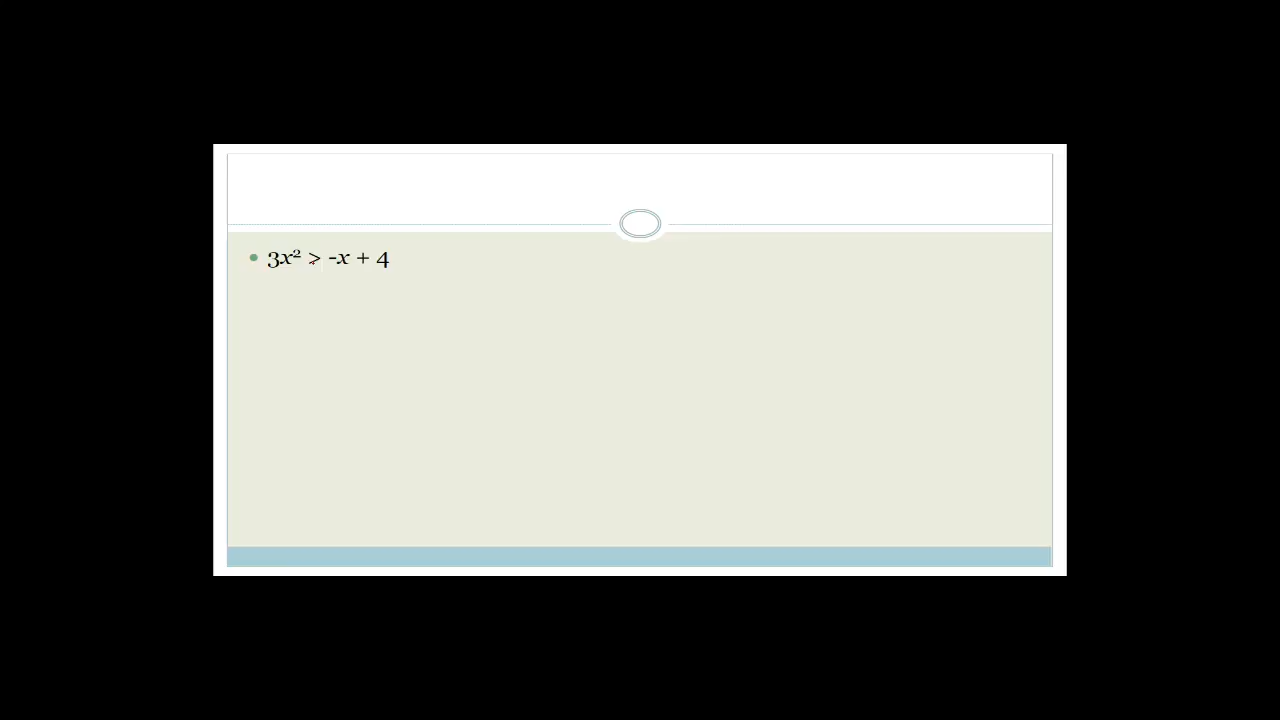 • 3x² > -x + 4